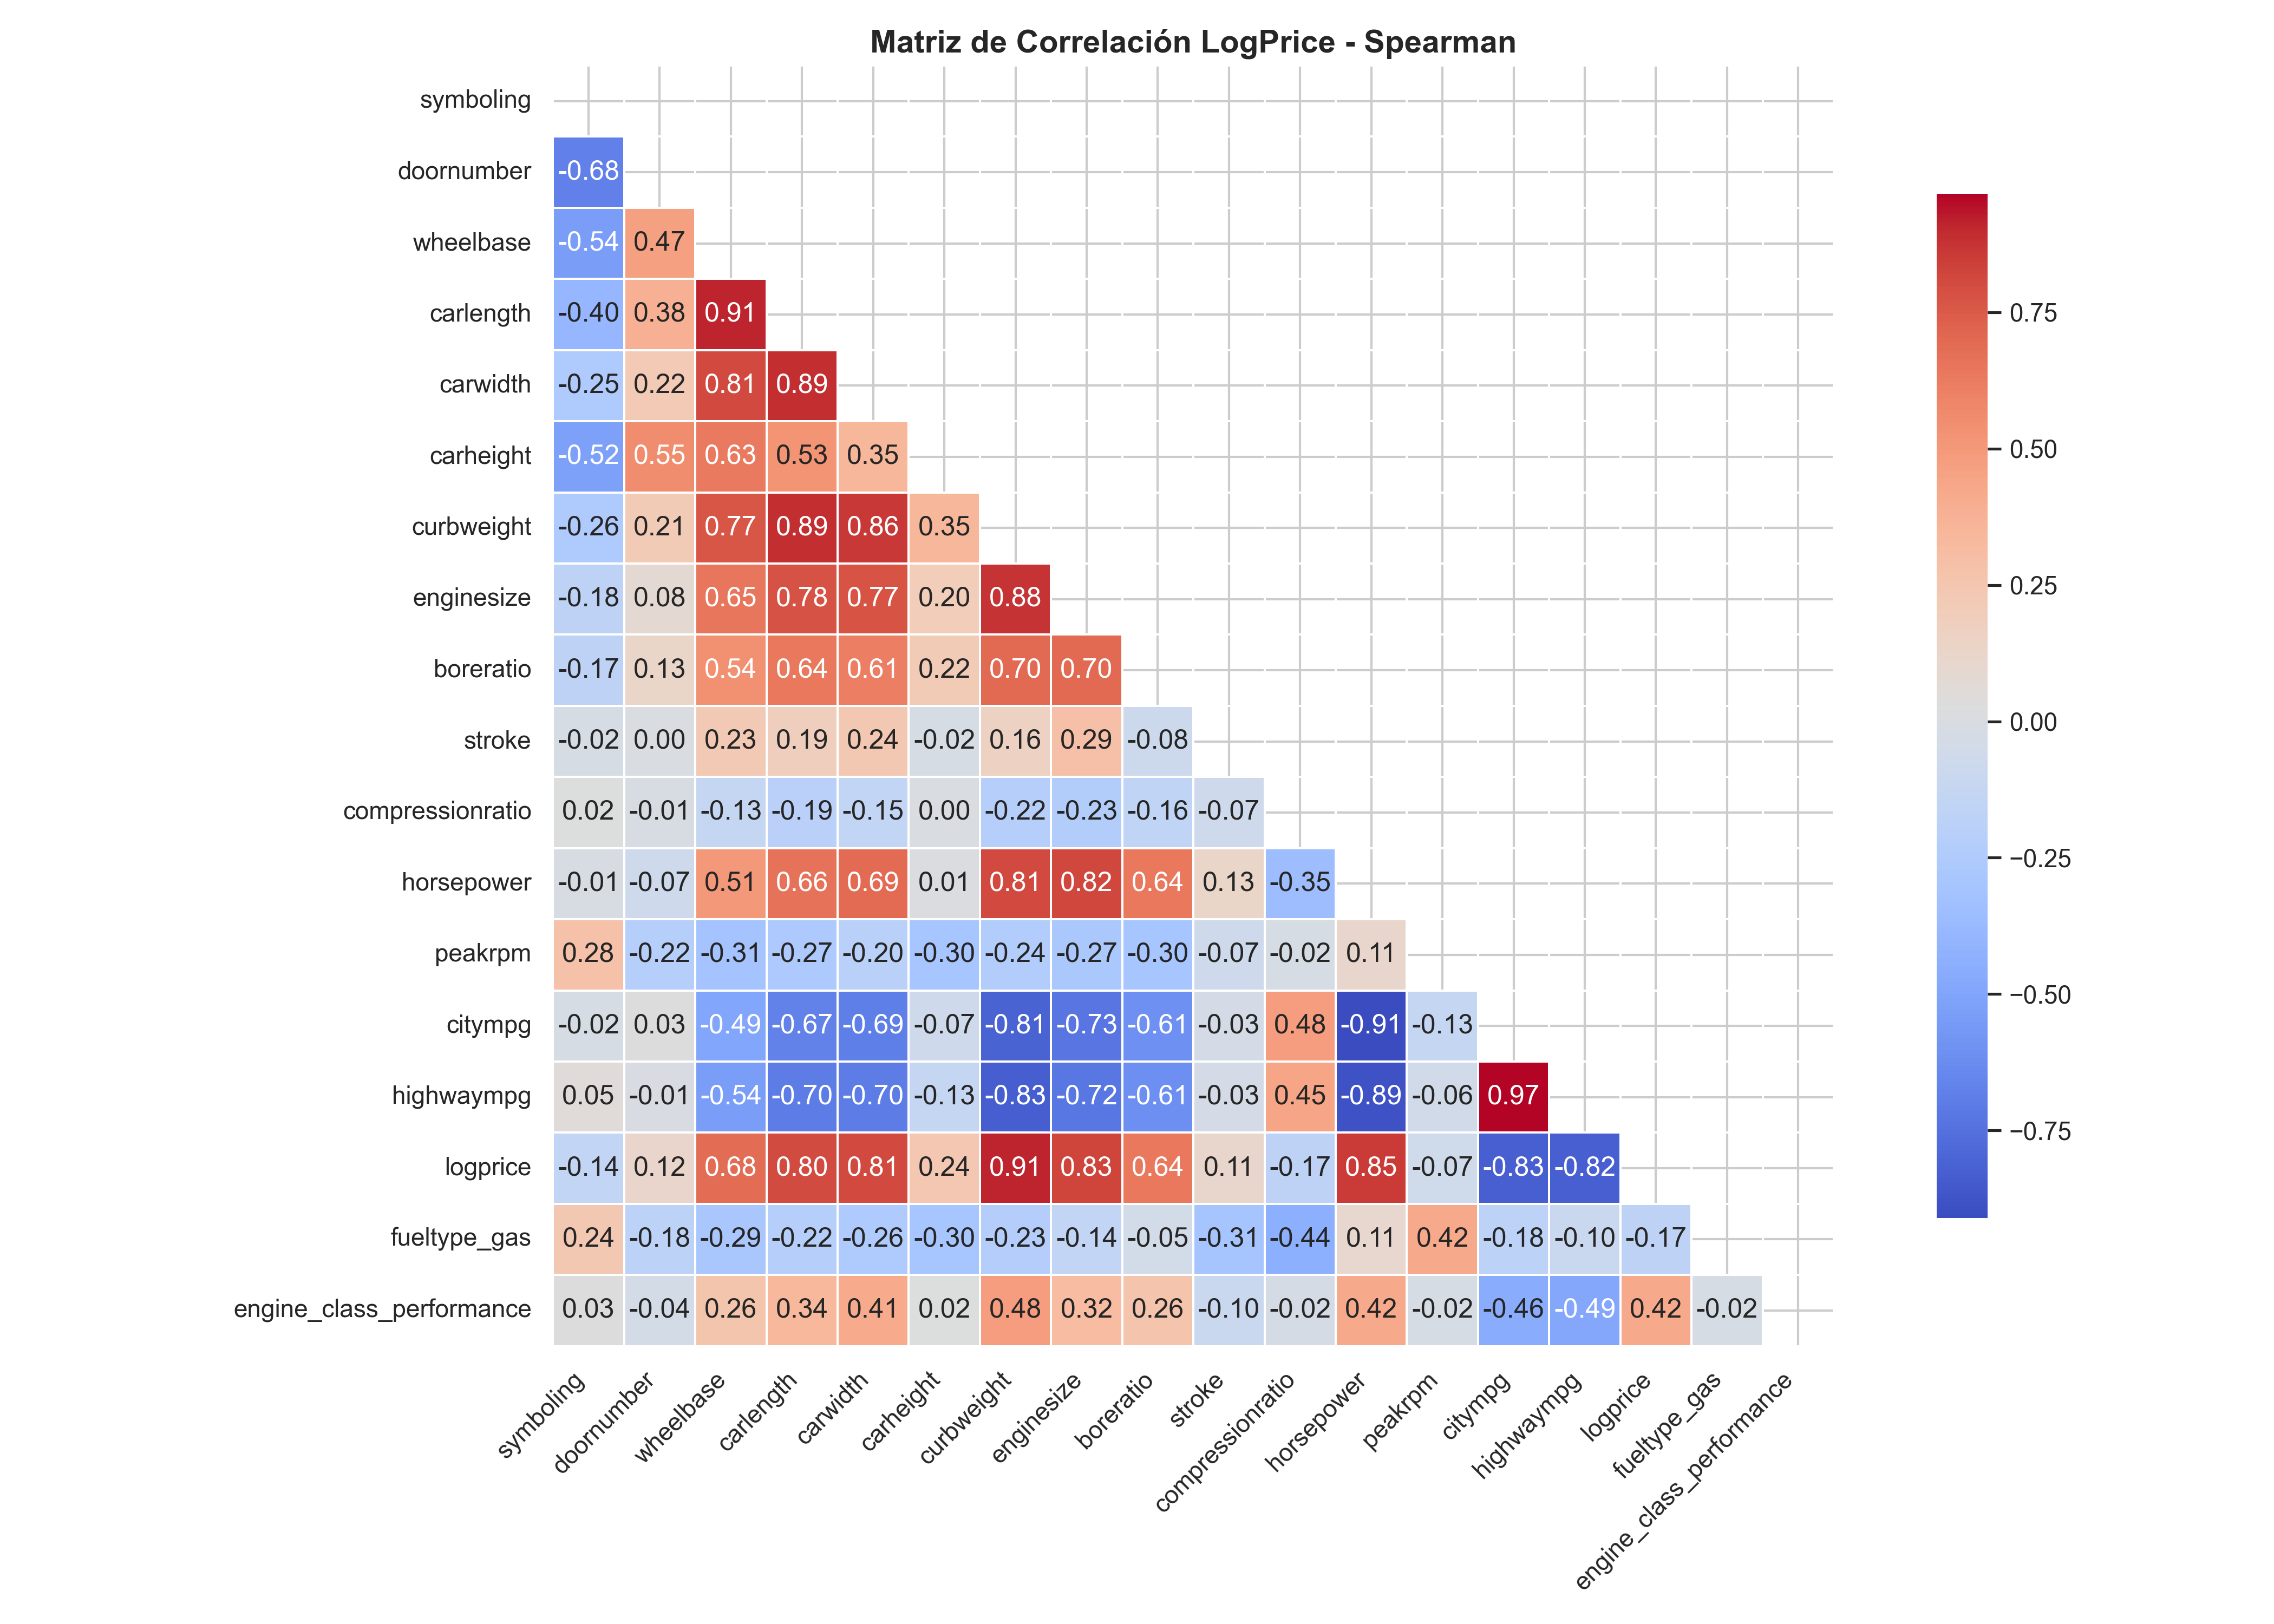 Matriz de Correlación LogPrice - Spearman
symboling
doornumber -0.68
wheelbase -0.54 0.47
carlength -0.40 0.38 0.91
carwidth -0.25 0.22 0.81 0.89
carheight -0.52 0.55 0.63 0.53 0.35
curbweight -0.26 0.21 0.77 0.89 0.86 0.35
enginesize -0.18 0.08 0.65 0.78 0.77 0.20 0.88
boreratio -0.17 0.13 0.54 0.64 0.61 0.22 0.70 0.70
stroke -0.02 0.00 0.23 0.19 0.24 -0.02 0.16 0.29 -0.08
compressionratio 0.02 -0.01 -0.13 -0.19 -0.15 0.00 -0.22 -0.23 -0.16 -0.07
horsepower -0.01 -0.07 0.51 0.66 0.69 0.01 0.81 0.82 0.64 0.13 -0.35
peakrpm 0.28 -0.22 -0.31 -0.27 -0.20 -0.30 -0.24 -0.27 -0.30 -0.07 -0.02 0.11
citympg -0.02 0.03 -0.49 -0.67 -0.69 -0.07 -0.81 -0.73 -0.61 -0.03 0.48 -0.91 -0.13
highwaympg 0.05 -0.01 -0.54 -0.70 -0.70 -0.13 -0.83 -0.72 -0.61 -0.03 0.45 -0.89 -0.06 0.97
logprice -0.14 0.12 0.68 0.80 0.81 0.24 0.91 0.83 0.64 0.11 -0.17 0.85 -0.07 -0.83 -0.82
fueltype_gas 0.24 -0.18 -0.29 -0.22 -0.26 -0.30 -0.23 -0.14 -0.05 -0.31 -0.44 0.11 0.42 -0.18 -0.10 -0.17
engine_class_performance 0.03 -0.04 0.26 0.34 0.41 0.02 0.48 0.32 0.26 -0.10 -0.02 0.42 -0.02 -0.46 -0.49 0.42 -0.02
symboling doornumber wheelbase carlength carwidth carheight curbweight enginesize boreratio stroke compressionratio horsepower peakrpm citympg highwaympg logprice fueltype_gas engine_class_performance
0.75
0.50
0.25
0.00
−0.25
−0.50
−0.75